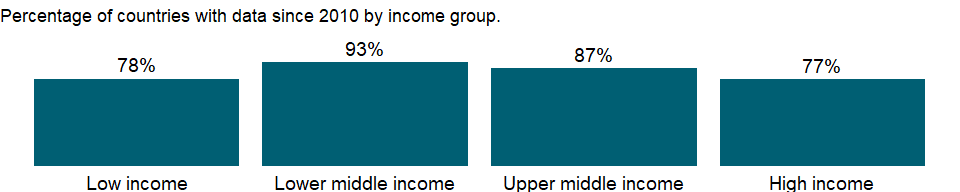 Percentage of countries with data since 2010 by income group.
78%
93%
87%
77%
Low income
Lower middle income
Upper middle income
High income